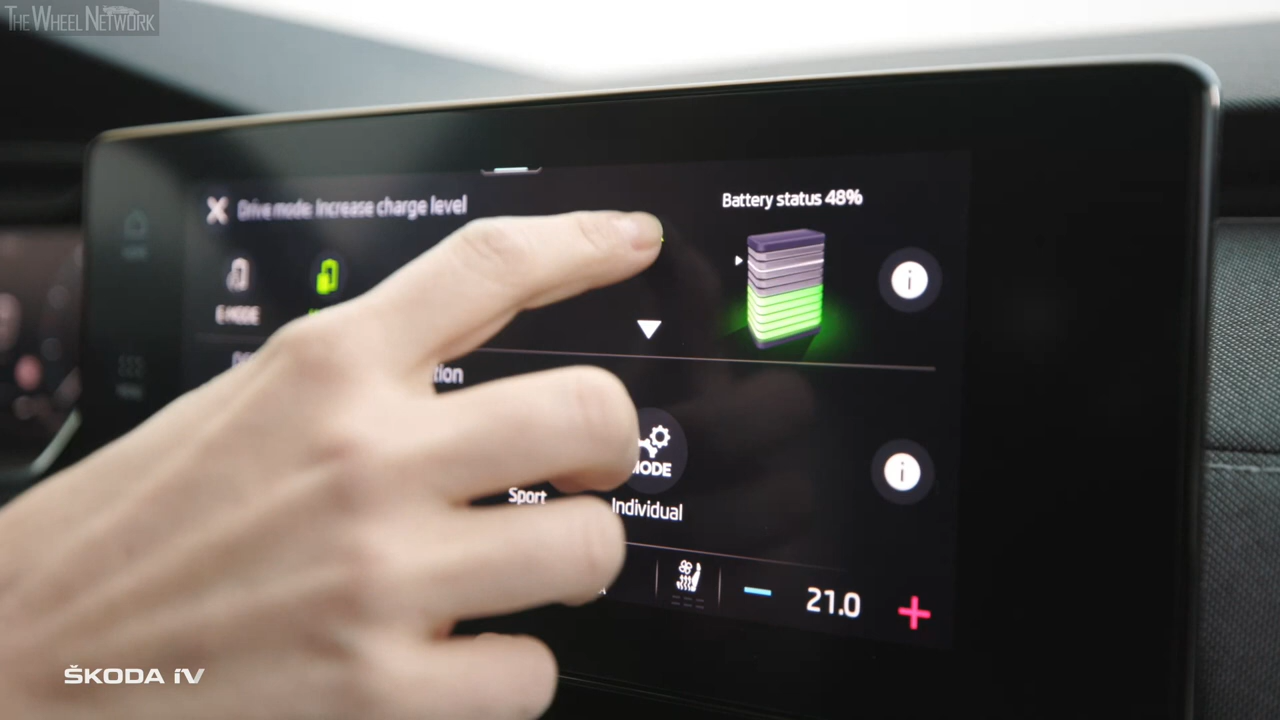 THE WHEEL NETWORK
Drive mode: Increase charge level
Battery status 48%
E MODE
tion
MODE
Sport
Individual
21.0
ŠKODA iV